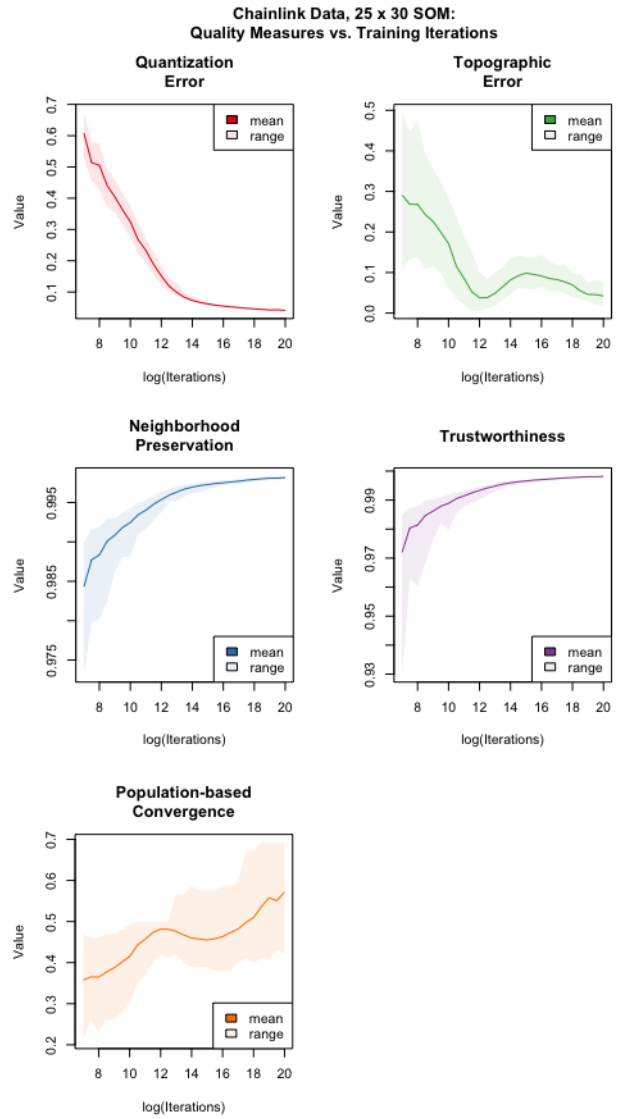 Chainlink Data, 25 x 30 SOM:
Quality Measures vs. Training Iterations
Quantization
Error
mean
range
Value
0.7
0.6
0.5
0.4
0.3
0.2
0.1
8 10 12 14 16 18 20
log(Iterations)
Topographic
Error
mean
range
Value
0.5
0.4
0.3
0.2
0.1
0.0
8 10 12 14 16 18 20
log(Iterations)
Neighborhood
Preservation
Value
0.995
0.985
0.975
mean
range
8 10 12 14 16 18 20
log(Iterations)
Trustworthiness
Value
0.99
0.97
0.95
0.93
mean
range
8 10 12 14 16 18 20
log(Iterations)
Population-based
Convergence
Value
0.7
0.6
0.5
0.4
0.3
0.2
mean
range
8 10 12 14 16 18 20
log(Iterations)